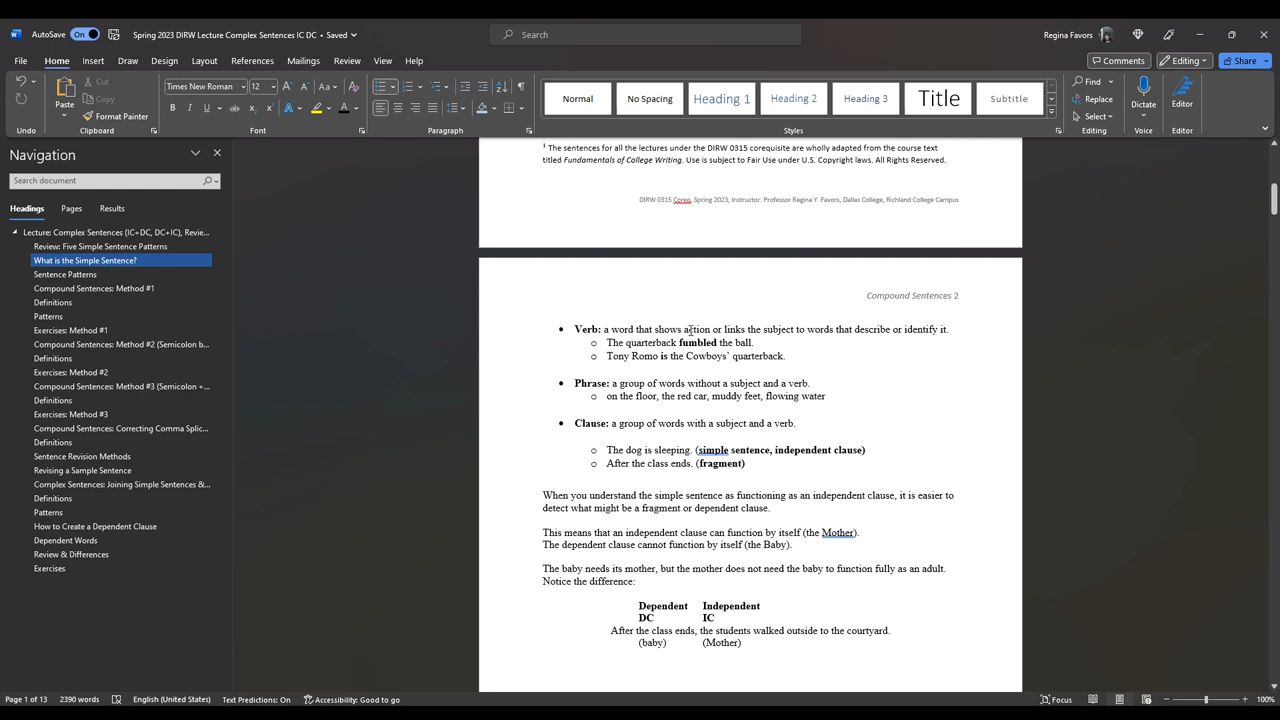 AutoSave On Spring 2023 DIRW Lecture Complex Sentences IC DC • Saved Search Regina Favors
File Home Insert Draw Design Layout References Mailings Review View Help Comments Editing Share
Undo
Paste
Cut
Copy
Format Painter
Clipboard
Times New Roman 12
Font
Paragraph
Normal No Spacing Heading 1 Heading 2 Heading 3 Title Subtitle
Styles
Find
Replace
Select
Editing
Dictate
Voice
Editor
Editor
Navigation
Search document
Headings Pages Results
Lecture: Complex Sentences (IC+DC, DC+IC), Revie...
Review: Five Simple Sentence Patterns
What is the Simple Sentence?
Sentence Patterns
Compound Sentences: Method #1
Definitions
Patterns
Exercises: Method #1
Compound Sentences: Method #2 (Semicolon b...
Definitions
Exercises: Method #2
Compound Sentences: Method #3 (Semicolon +...
Definitions
Exercises: Method #3
Compound Sentences: Correcting Comma Splic...
Definitions
Sentence Revision Methods
Revising a Sample Sentence
Complex Sentences: Joining Simple Sentences &...
Definitions
Patterns
How to Create a Dependent Clause
Dependent Words
Review & Differences
Exercises
1 The sentences for all the lectures under the DIRW 0315 corequisite are wholly adapted from the course text
titled Fundamentals of College Writing. Use is subject to Fair Use under U.S. Copyright laws. All Rights Reserved.
DIRW 0315 Coreq, Spring 2023, Instructor: Professor Regina Y. Favors, Dallas College, Richland College Campus
Compound Sentences 2
• Verb: a word that shows action or links the subject to words that describe or identify it.
o The quarterback fumbled the ball.
o Tony Romo is the Cowboys’ quarterback.
• Phrase: a group of words without a subject and a verb.
o on the floor, the red car, muddy feet, flowing water
• Clause: a group of words with a subject and a verb.
o The dog is sleeping. (simple sentence, independent clause)
o After the class ends. (fragment)
When you understand the simple sentence as functioning as an independent clause, it is easier to
detect what might be a fragment or dependent clause.
This means that an independent clause can function by itself (the Mother).
The dependent clause cannot function by itself (the Baby).
The baby needs its mother, but the mother does not need the baby to function fully as an adult.
Notice the difference:
Dependent Independent
DC IC
After the class ends, the students walked outside to the courtyard.
(baby) (Mother)
Page 1 of 13 2390 words English (United States) Text Predictions: On Accessibility: Good to go Focus 100%